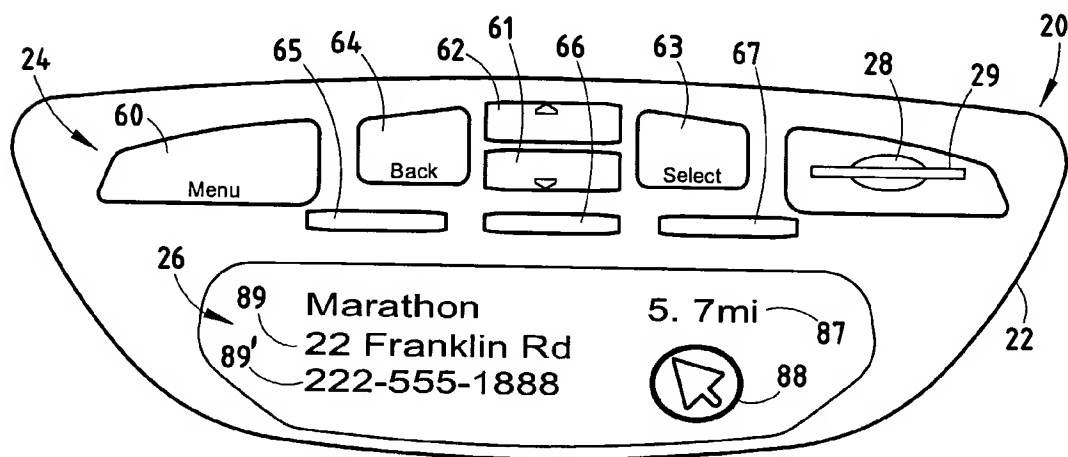 61
62
20
65 64 66 63 67 28
24 29
60
Back Select
Menu
26
89 Marathon 5. 7mi
22 Franklin Rd 87 22
89' 222-555-1888 88